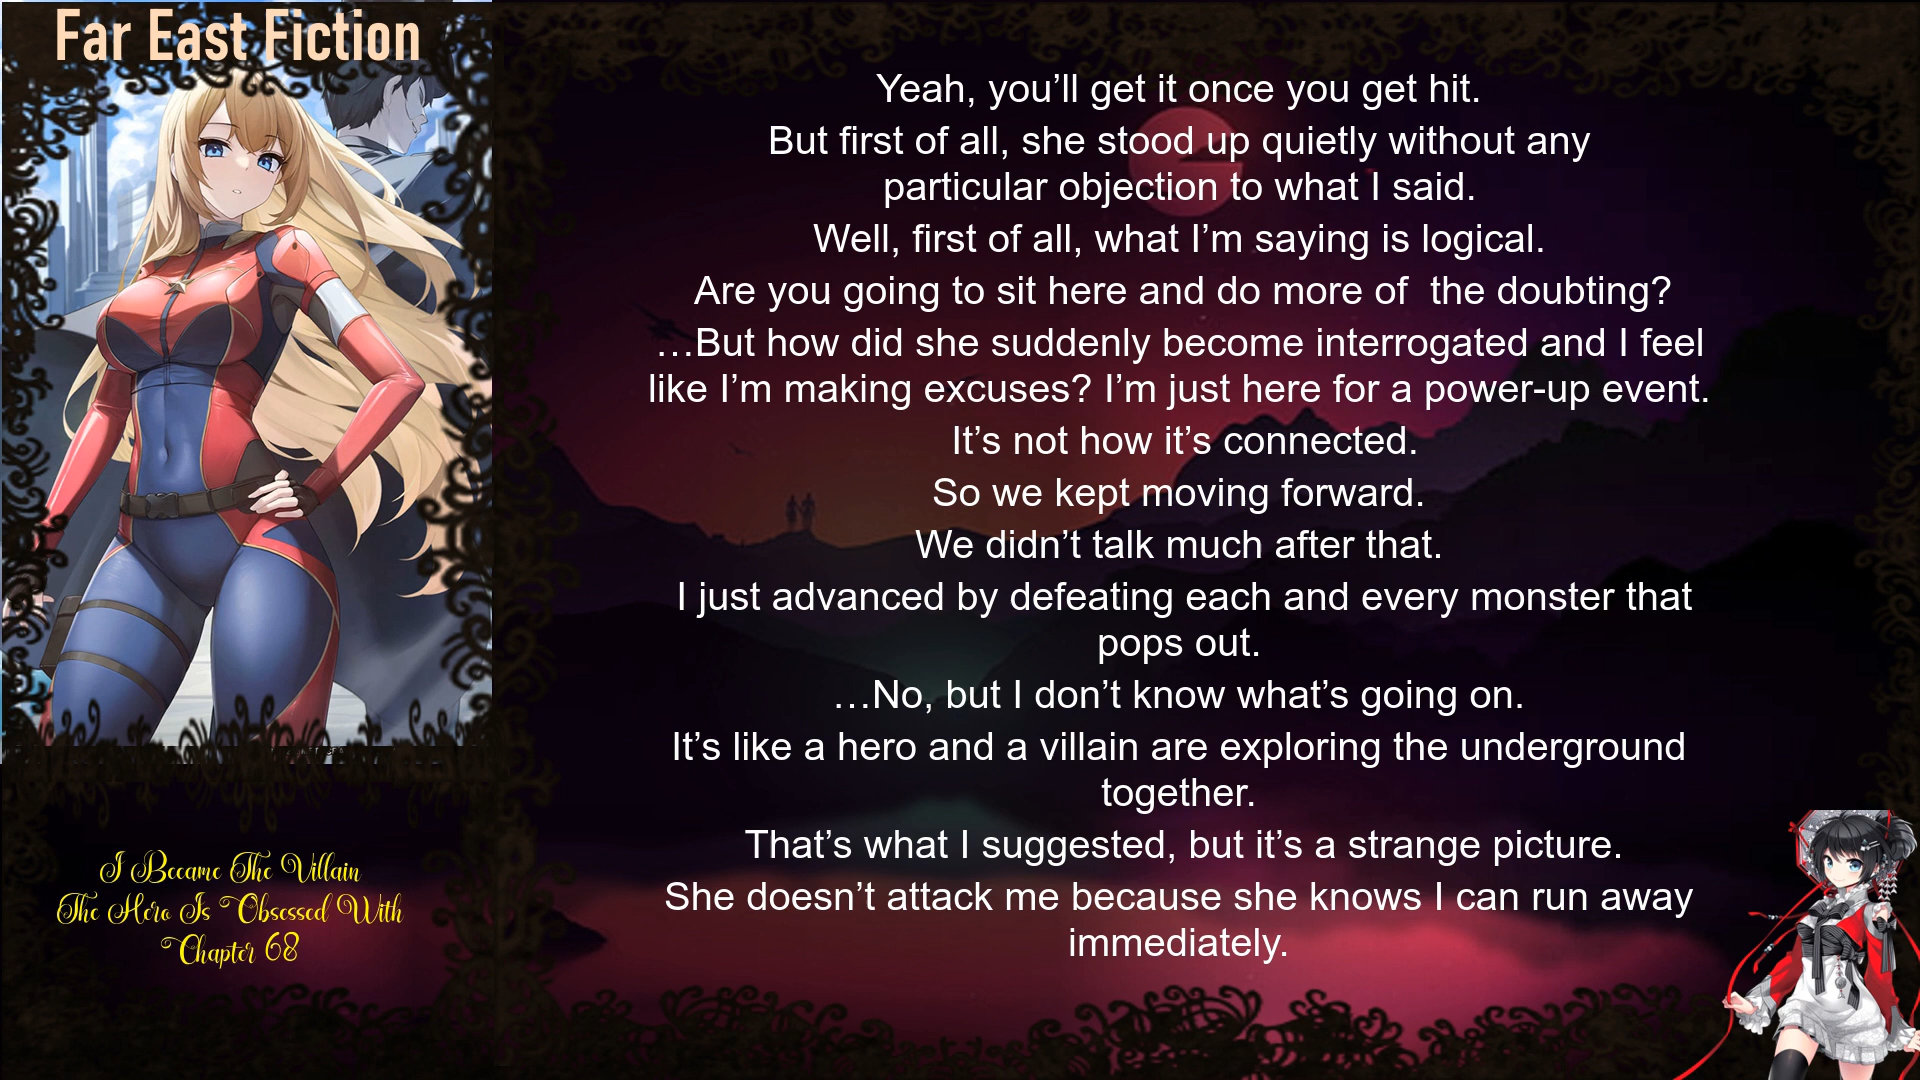 Far East Fiction
Yeah, you’ll get it once you get hit.
But first of all, she stood up quietly without any
particular objection to what I said.
Well, first of all, what I’m saying is logical.
Are you going to sit here and do more of  the doubting?
…But how did she suddenly become interrogated and I feel
like I’m making excuses? I’m just here for a power-up event.
It’s not how it’s connected.
So we kept moving forward.
We didn’t talk much after that.
I just advanced by defeating each and every monster that
pops out.
…No, but I don’t know what’s going on.
It’s like a hero and a villain are exploring the underground
together.
That’s what I suggested, but it’s a strange picture.
She doesn’t attack me because she knows I can run away
immediately.
I Became The Villain
The Hero Is Obsessed With
Chapter 68